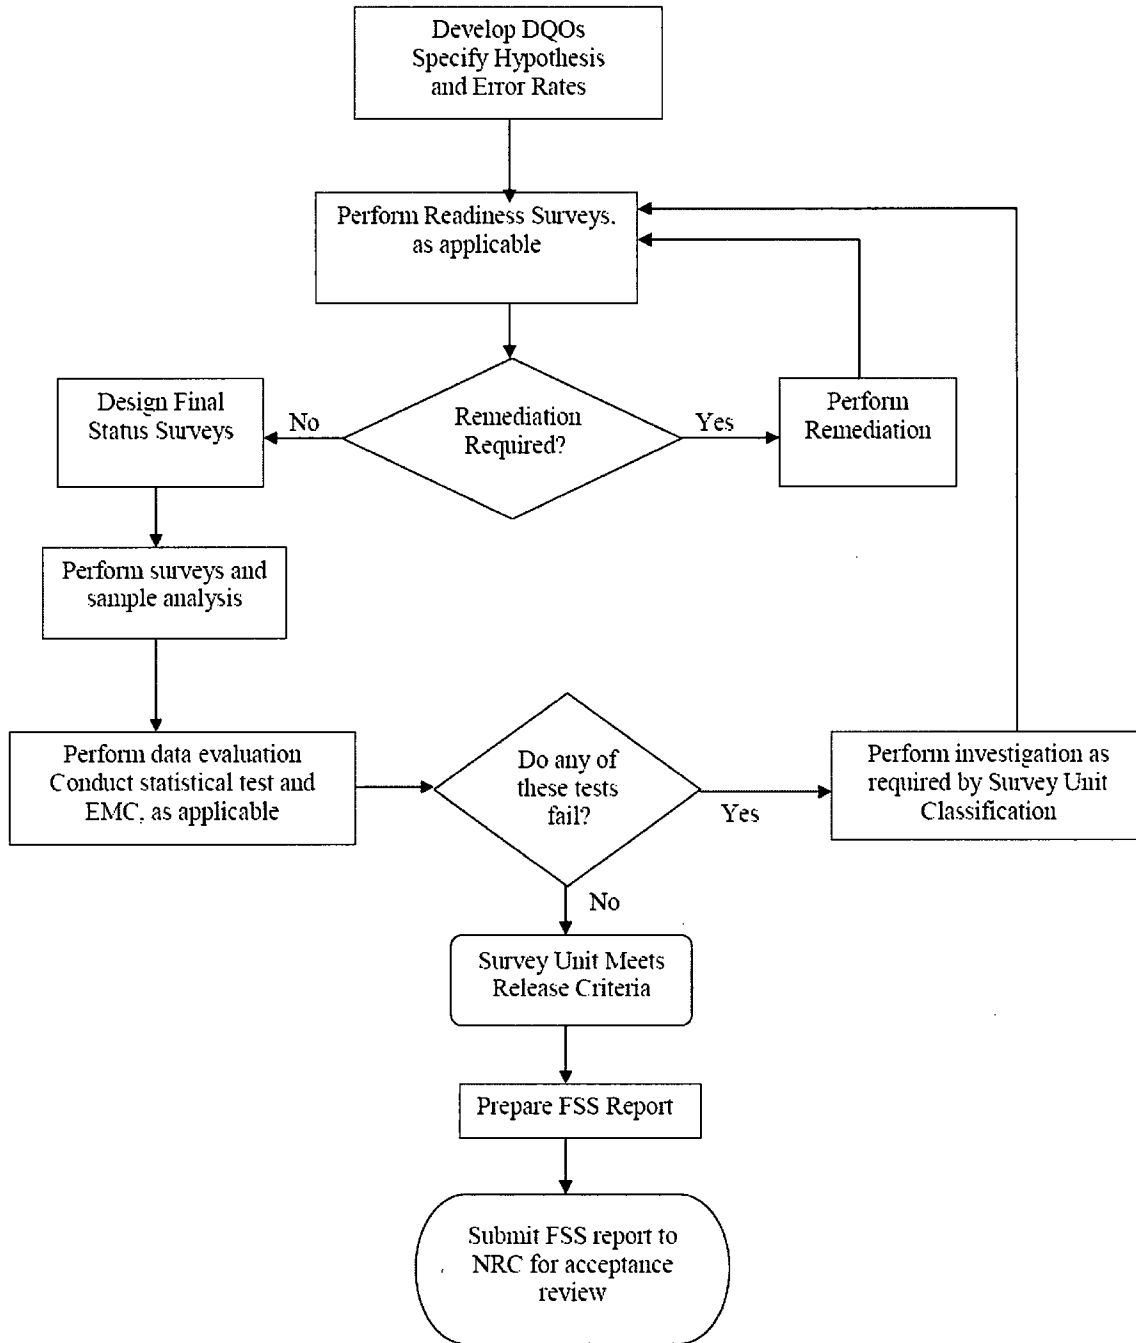 Develop DQOs
Specify Hypothesis
and Error Rates
Perform Readiness Surveys.
as applicable
Design Final
Status Surveys
No
Remediation
Required?
Yes
Perform
Remediation
Perform surveys and
sample analysis
Perform data evaluation
Conduct statistical test and
EMC, as applicable
Do any of
these tests
fail?
Yes
Perform investigation as
required by Survey Unit
Classification
No
Survey Unit Meets
Release Criteria
Prepare FSS Report
Submit FSS report to
NRC for acceptance
review